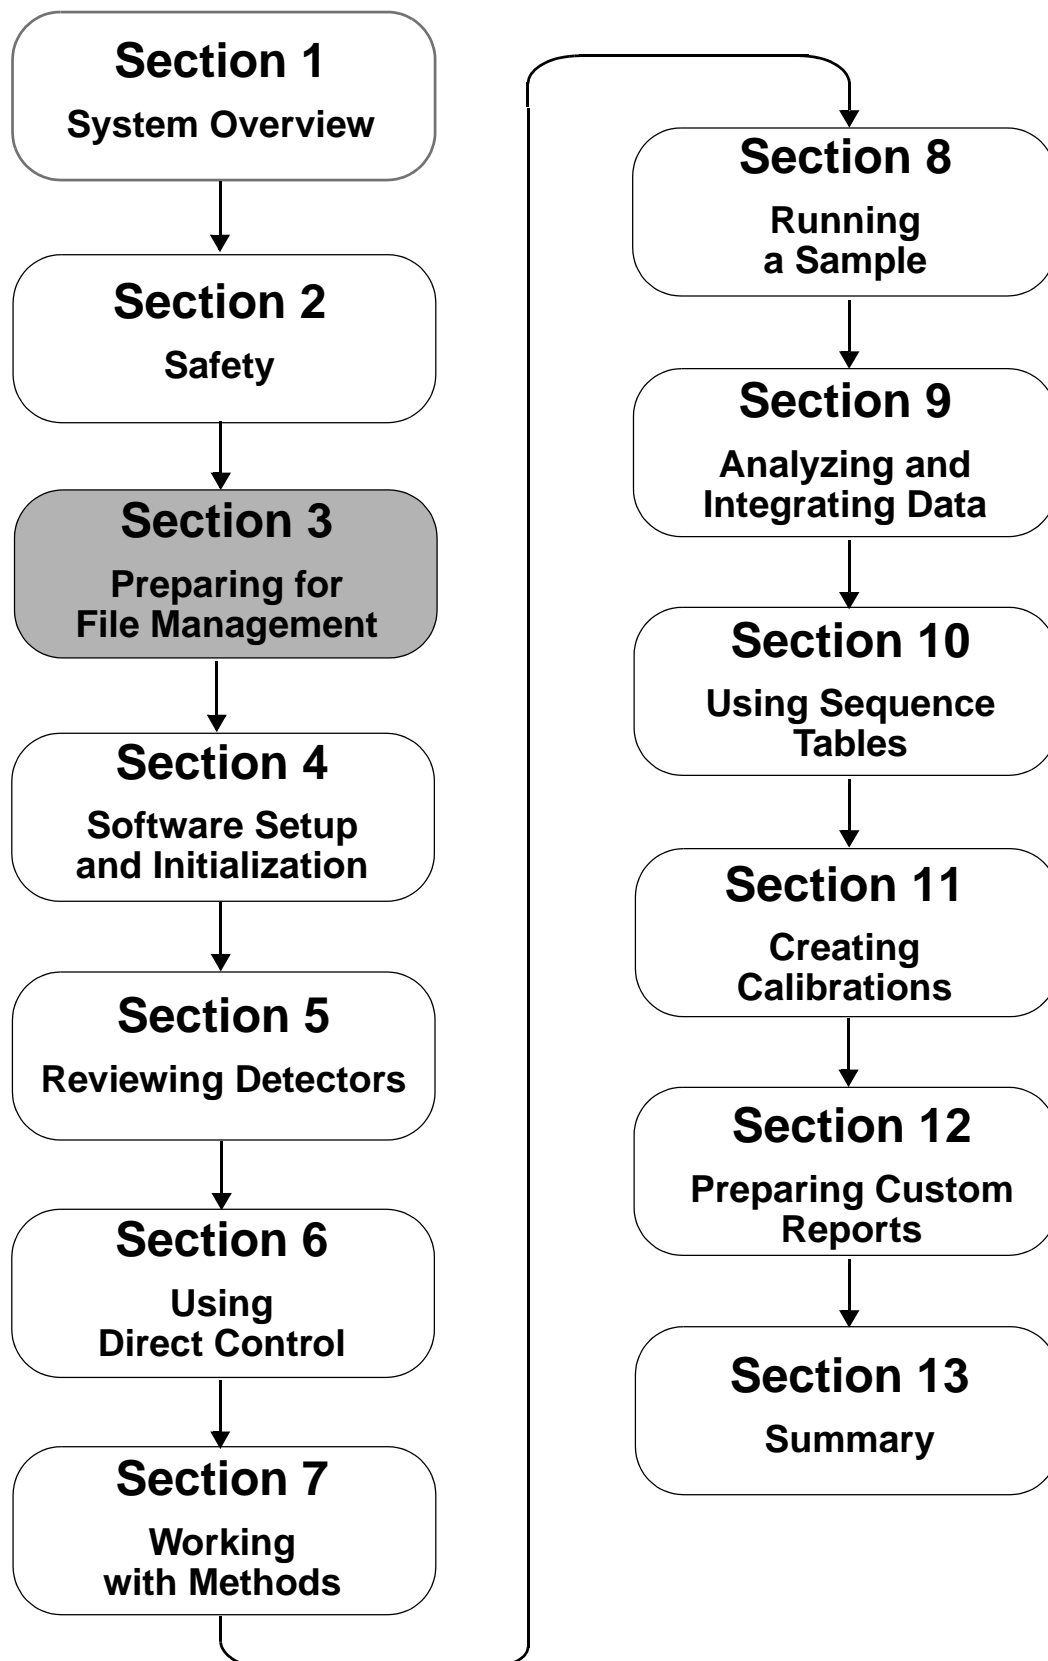 Section 1
System Overview
Section 2
Safety
Section 3
Preparing for
File Management
Section 4
Software Setup
and Initialization
Section 5
Reviewing Detectors
Section 6
Using
Direct Control
Section 7
Working
with Methods
Section 8
Running
a Sample
Section 9
Analyzing and
Integrating Data
Section 10
Using Sequence
Tables
Section 11
Creating
Calibrations
Section 12
Preparing Custom
Reports
Section 13
Summary